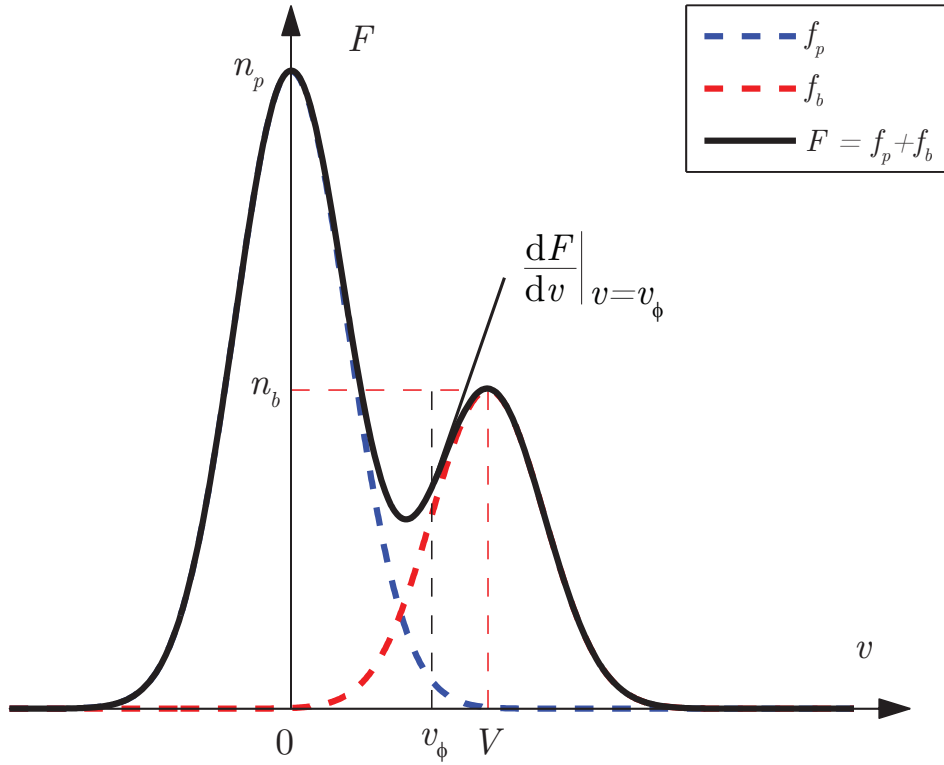 F
f_p
f_b
F = f_p+f_b
n_p
dF/dv|v=v_ϕ
n_b
v
0
v_ϕ
V